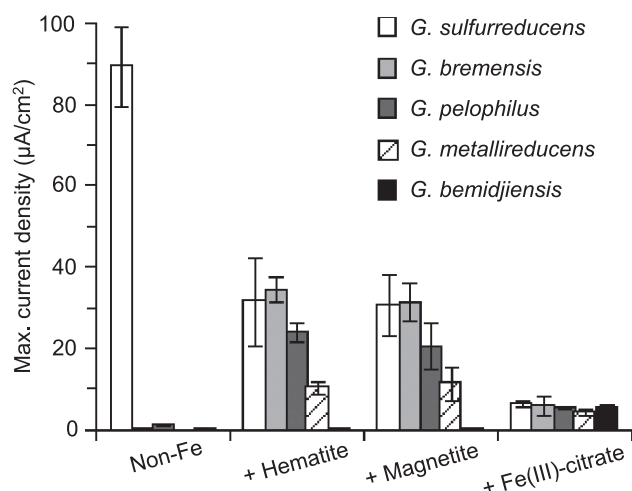 Max. current density (µA/cm²)
100
80
60
40
20
0
G. sulfurreducens
G. bremensis
G. pelophilus
G. metallireducens
G. bemidjiensis
Non-Fe
+ Hematite
+ Magnetite
+ Fe(III)-citrate